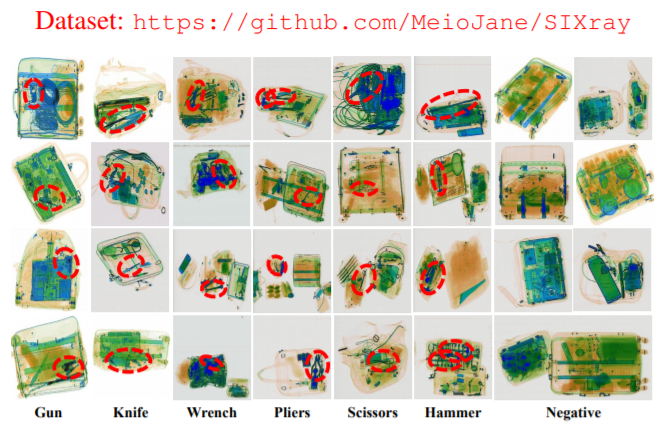 Dataset: https://github.com/MeioJane/SIXray
Gun Knife Wrench Pliers Scissors Hammer Negative